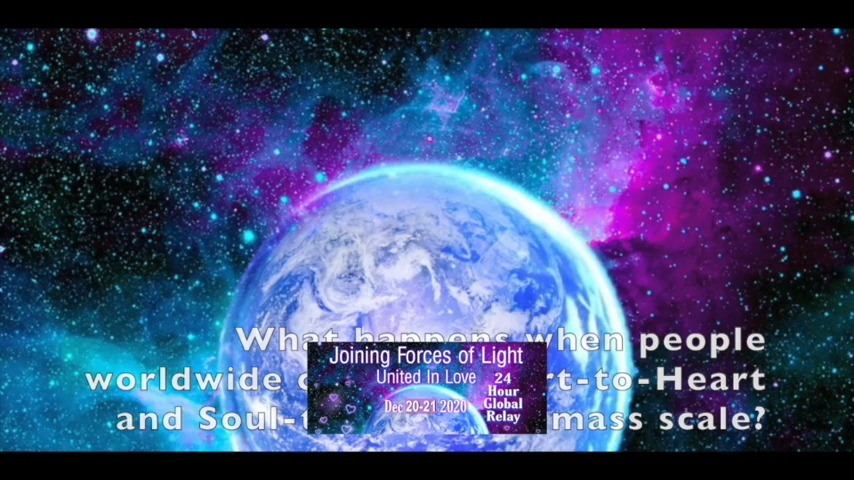 What happens when people
worldwide rt-to-Heart
and Soul-t mass scale?
Joining Forces of Light
United In Love
24
Hour
Global
Relay
Dec 20-21 2020